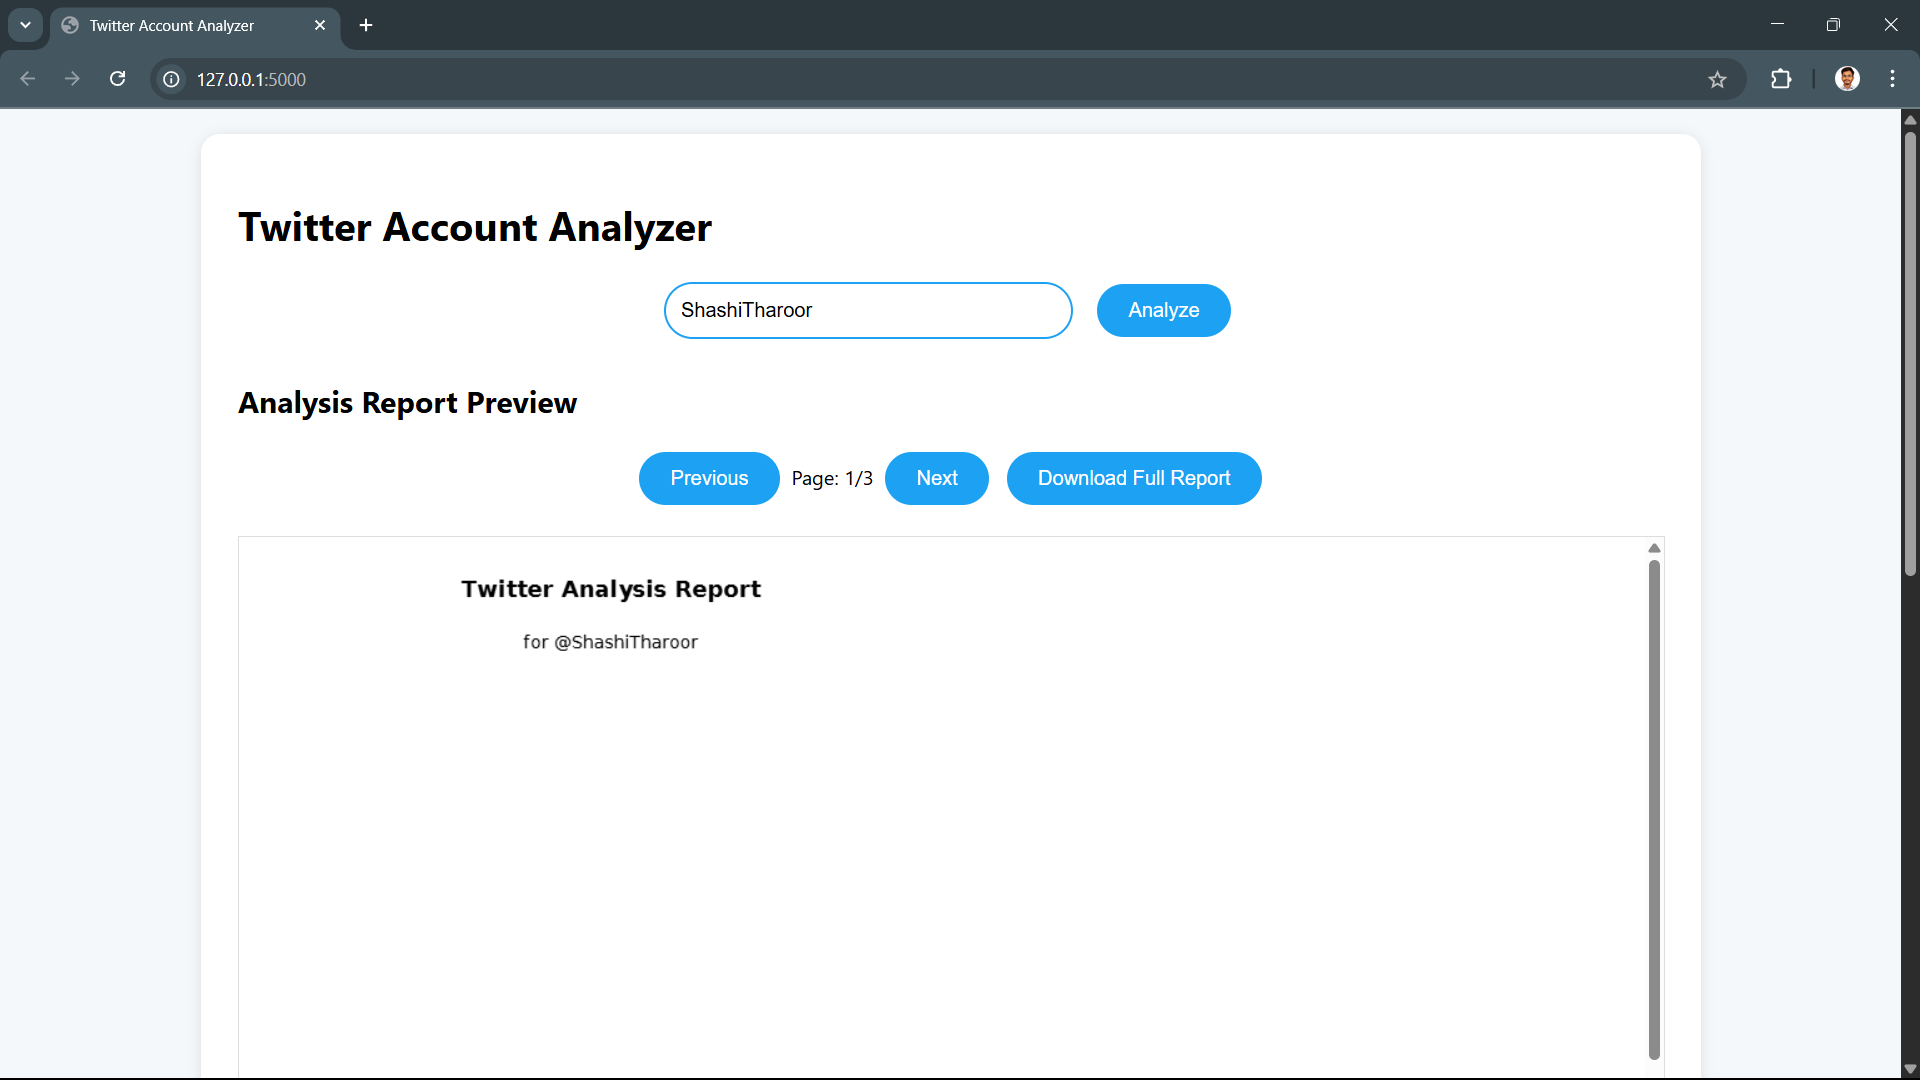 Twitter Account Analyzer
127.0.0.1:5000
Twitter Account Analyzer
ShashiTharoor
Analyze
Analysis Report Preview
Previous Page: 1/3 Next Download Full Report
Twitter Analysis Report
for @ShashiTharoor